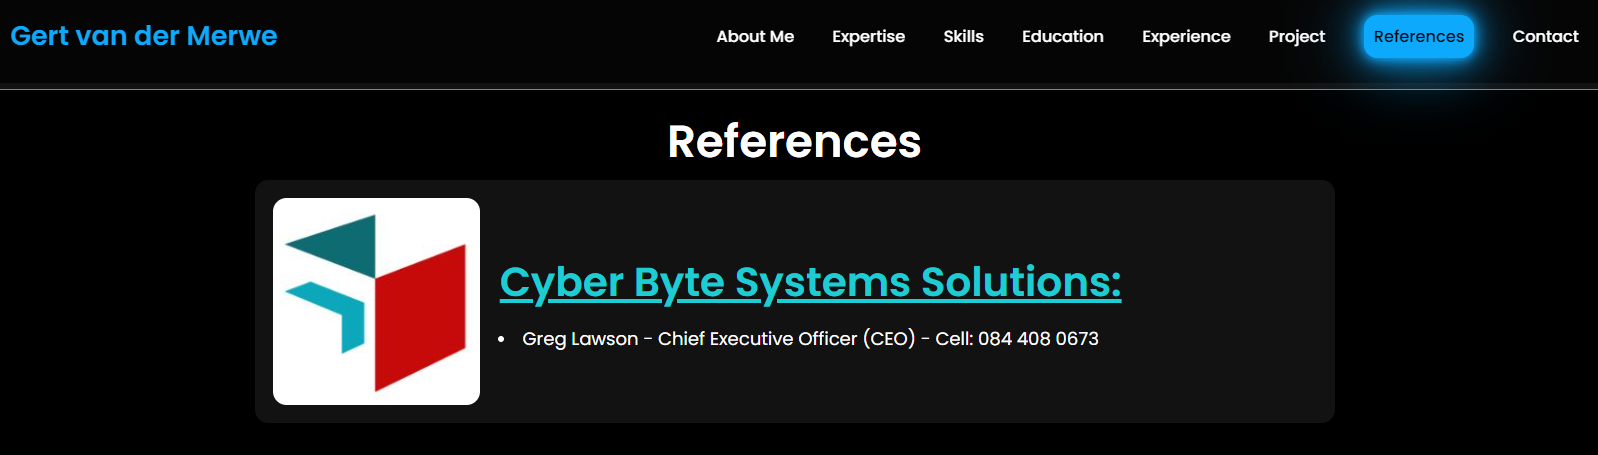 Gert van der Merwe About Me Expertise Skills Education Experience Project References Contact
References
Cyber Byte Systems Solutions:
• Greg Lawson - Chief Executive Officer (CEO) - Cell: 084 408 0673